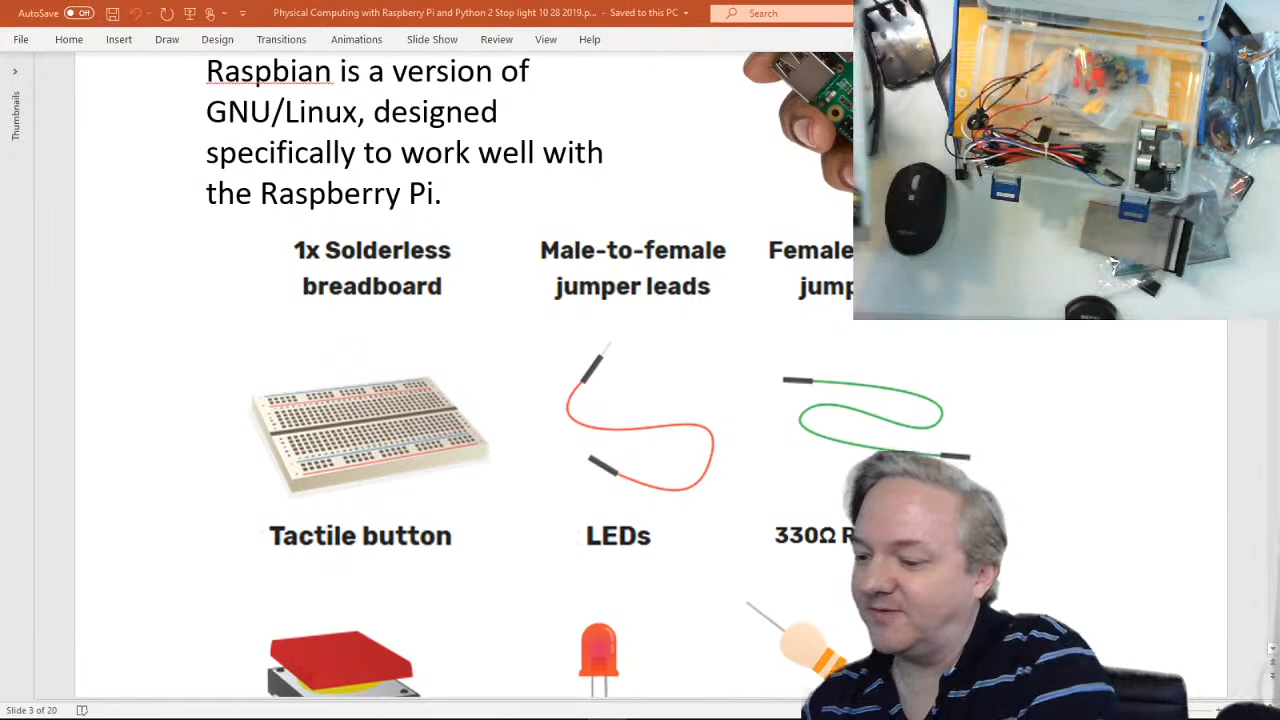 AutoSave Off
Physical Computing with Raspberry Pi and Python 2 Stop light 10 28 2019.p... - Saved to this PC
Search
File Home Insert Draw Design Transitions Animations Slide Show Review View Help
Thumbnails
Raspbian is a version of
GNU/Linux, designed
specifically to work well with
the Raspberry Pi.
1x Solderless
breadboard
Male-to-female
jumper leads
Female
jump
Tactile button
LEDs
330Ω R
Slide 3 of 20